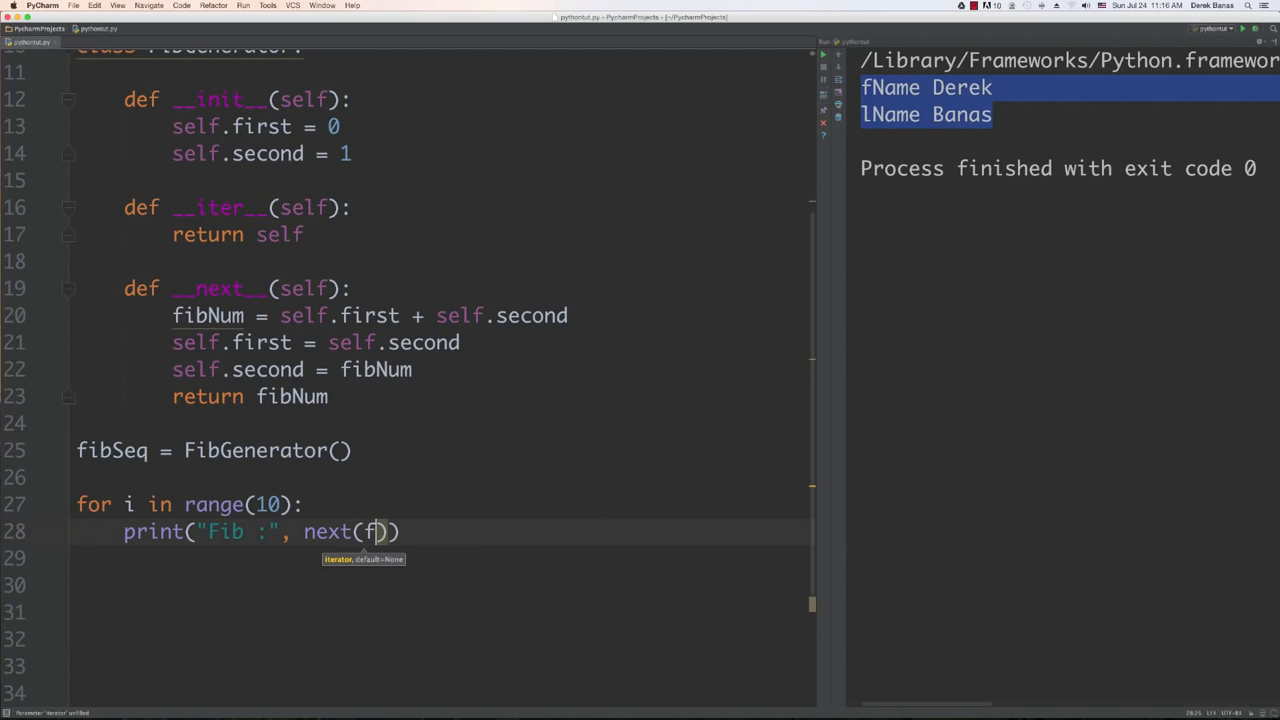 PyCharm File Edit View Navigate Code Refactor Run Tools VCS Window Help 10 Sun Jul 24 11:16 AM Derek Banas
pythontut.py - PycharmProjects - [~/PycharmProjects]
PycharmProjects pythontut.py pythontut
pythontut.py Run: pythontut
11
12 def __init__(self):
13 self.first = 0
14 self.second = 1
15
16 def __iter__(self):
17 return self
18
19 def __next__(self):
20 fibNum = self.first + self.second
21 self.first = self.second
22 self.second = fibNum
23 return fibNum
24
25 fibSeq = FibGenerator()
26
27 for i in range(10):
28 print("Fib :", next(f))
iterator, default=None
29
30
31
32
33
34
/Library/Frameworks/Python.framewor
fName Derek
lName Banas
Process finished with exit code 0
Parameter 'iterator' unfilled 28:26 LF÷ UTF-8÷